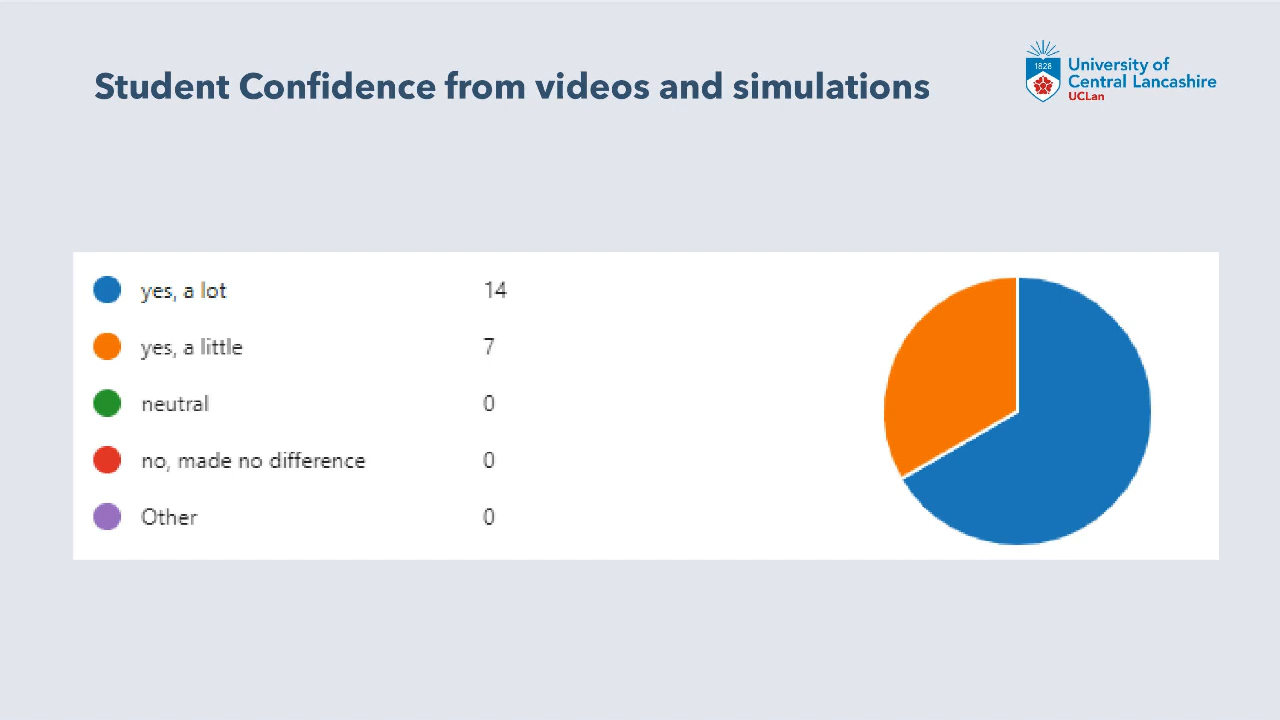 Student Confidence from videos and simulations
1828
University of
Central Lancashire
UCLan
yes, a lot 14
yes, a little 7
neutral 0
no, made no difference 0
Other 0